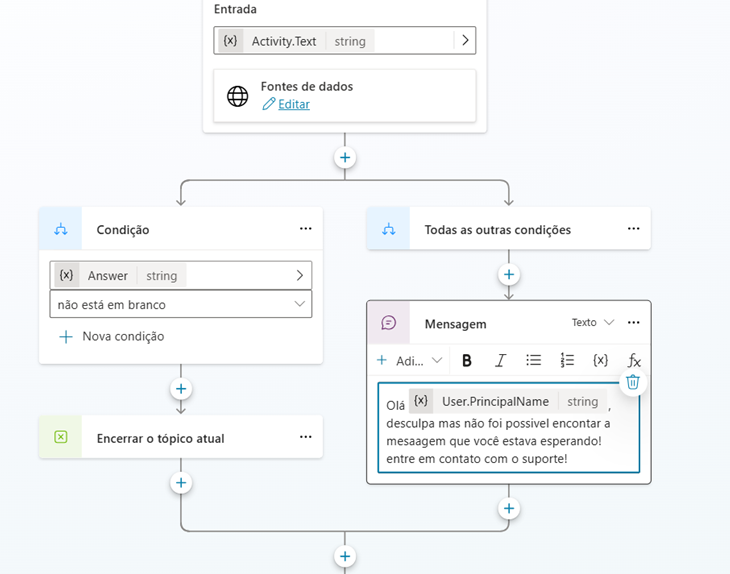 Entrada
{x} Activity.Text string
Fontes de dados
Editar
Condição
Todas as outras condições
{x} Answer string
não está em branco
Nova condição
Mensagem Texto
Adi... B I {x} fx
Olá {x} User.PrincipalName string ,
desculpa mas não foi possivel encontar a
mesaagem que você estava esperando!
entre em contato com o suporte!
Encerrar o tópico atual